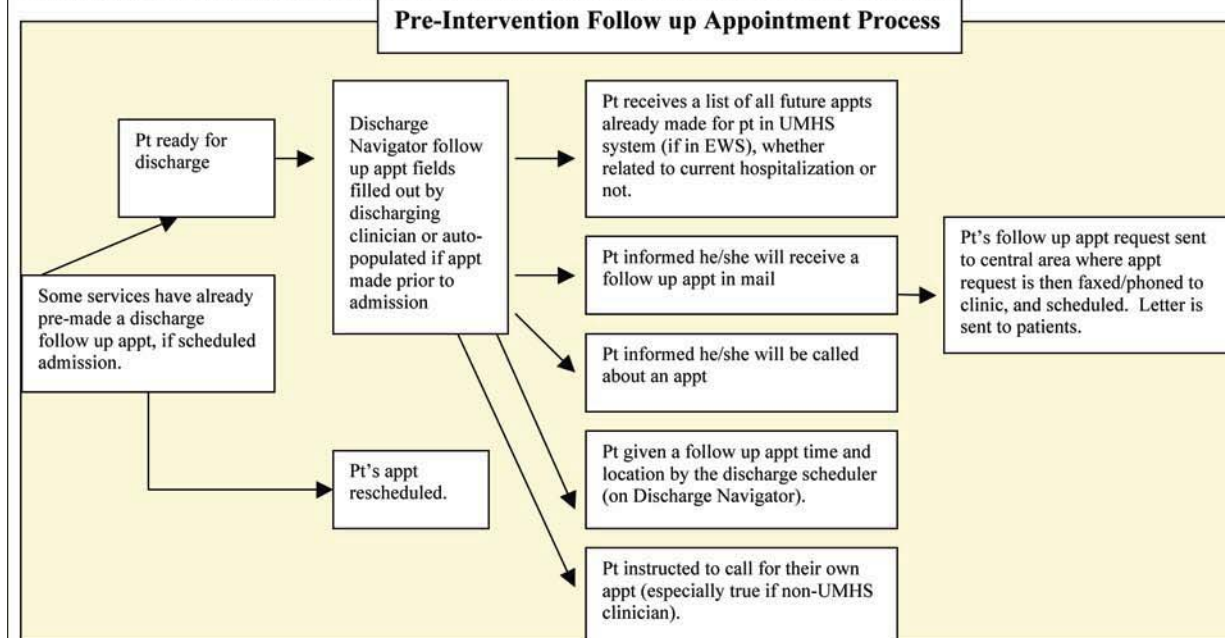 Pre-Intervention Follow up Appointment Process
Pt ready for
discharge
Some services have already
pre-made a discharge
follow up appt, if scheduled
admission.
Pt's appt
rescheduled.
Discharge
Navigator follow
up appt fields
filled out by
discharging
clinician or auto-
populated if appt
made prior to
admission
Pt receives a list of all future appts
already made for pt in UMHS
system (if in EWS), whether
related to current hospitalization or
not.
Pt informed he/she will receive a
follow up appt in mail
Pt informed he/she will be called
about an appt
Pt given a follow up appt time and
location by the discharge scheduler
(on Discharge Navigator).
Pt instructed to call for their own
appt (especially true if non-UMHS
clinician).
Pt's follow up appt request sent
to central area where appt
request is then faxed/phoned to
clinic, and scheduled.  Letter is
sent to patients.